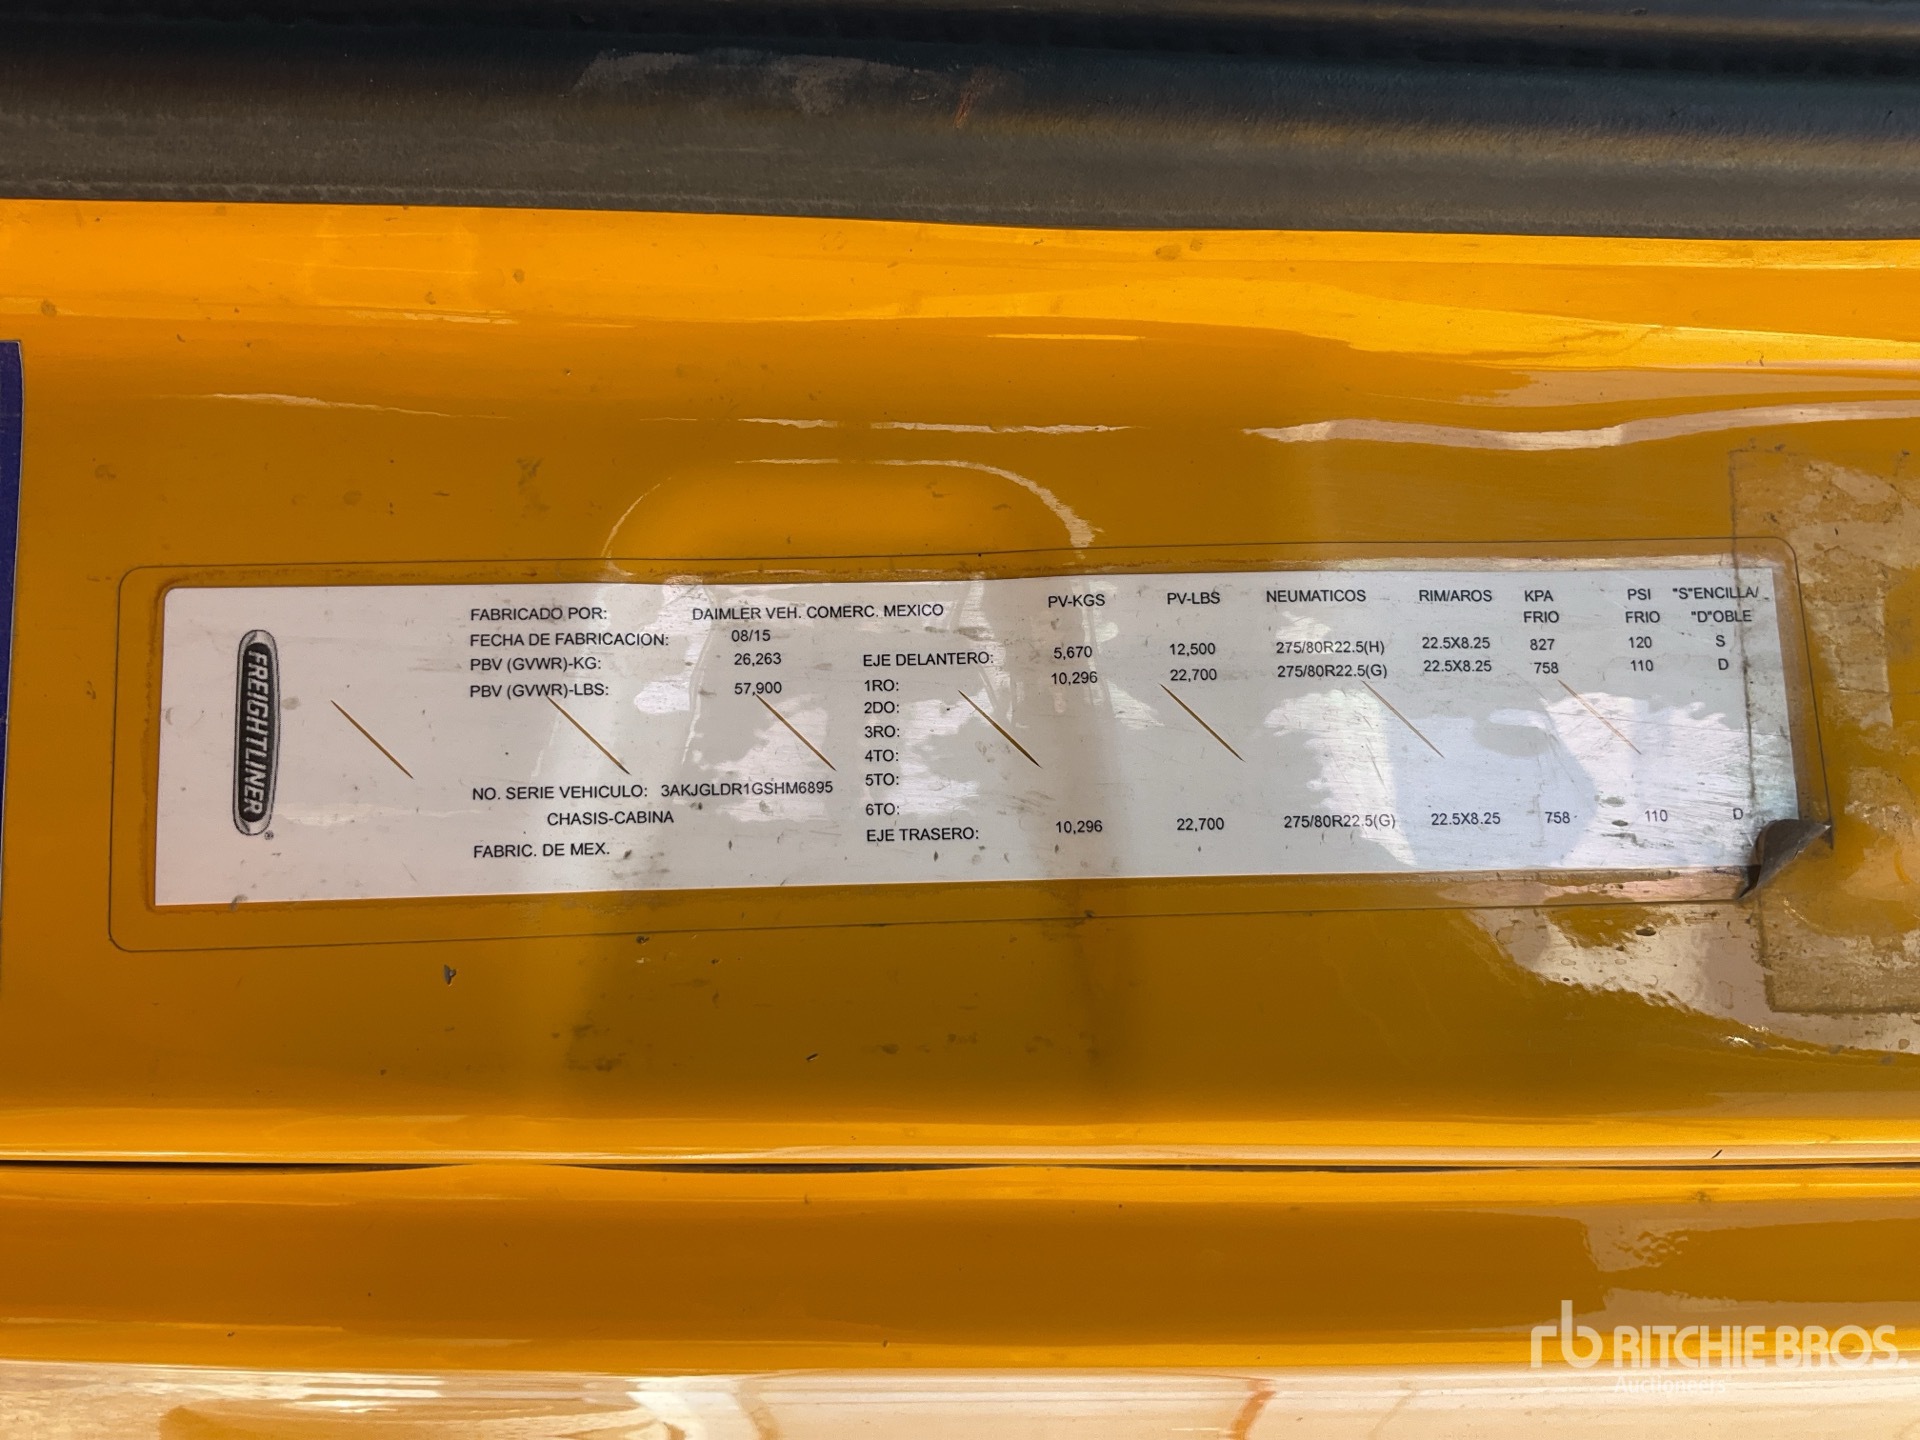 FREIGHTLINER®
FABRICADO POR: DAIMLER VEH. COMERC. MEXICO
FECHA DE FABRICACION: 08/15
PBV (GVWR)-KG: 26,263
PBV (GVWR)-LBS: 57,900
NO. SERIE VEHICULO: 3AKJGLDR1GSHM6895
CHASIS-CABINA
FABRIC. DE MEX.
PV-KGS PV-LBS NEUMATICOS RIM/AROS KPA FRIO PSI FRIO "S"ENCILLA/ "D"OBLE
EJE DELANTERO: 5,670 12,500 275/80R22.5(H) 22.5X8.25 827 120 S
1RO: 10,296 22,700 275/80R22.5(G) 22.5X8.25 758 110 D
2DO:
3RO:
4TO:
5TO:
6TO:
EJE TRASERO: 10,296 22,700 275/80R22.5(G) 22.5X8.25 758 110 D
rb RITCHIE BROS.
Auctioneers